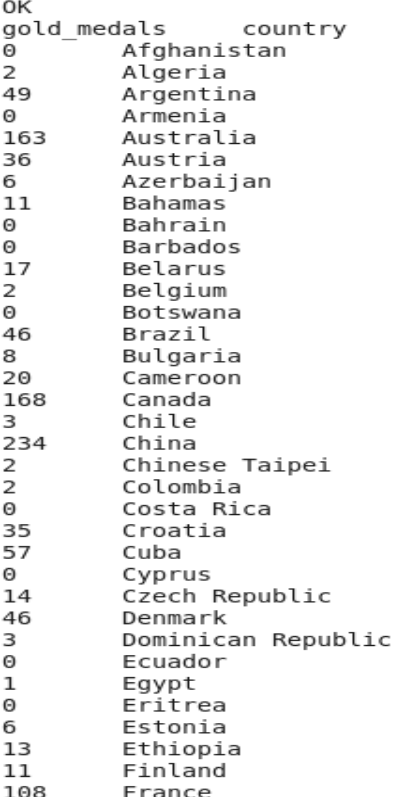 OK
gold_medals country
0 Afghanistan
2 Algeria
49 Argentina
0 Armenia
163 Australia
36 Austria
6 Azerbaijan
11 Bahamas
0 Bahrain
0 Barbados
17 Belarus
2 Belgium
0 Botswana
46 Brazil
8 Bulgaria
20 Cameroon
168 Canada
3 Chile
234 China
2 Chinese Taipei
2 Colombia
0 Costa Rica
35 Croatia
57 Cuba
0 Cyprus
14 Czech Republic
46 Denmark
3 Dominican Republic
0 Ecuador
1 Egypt
0 Eritrea
6 Estonia
13 Ethiopia
11 Finland
108 France